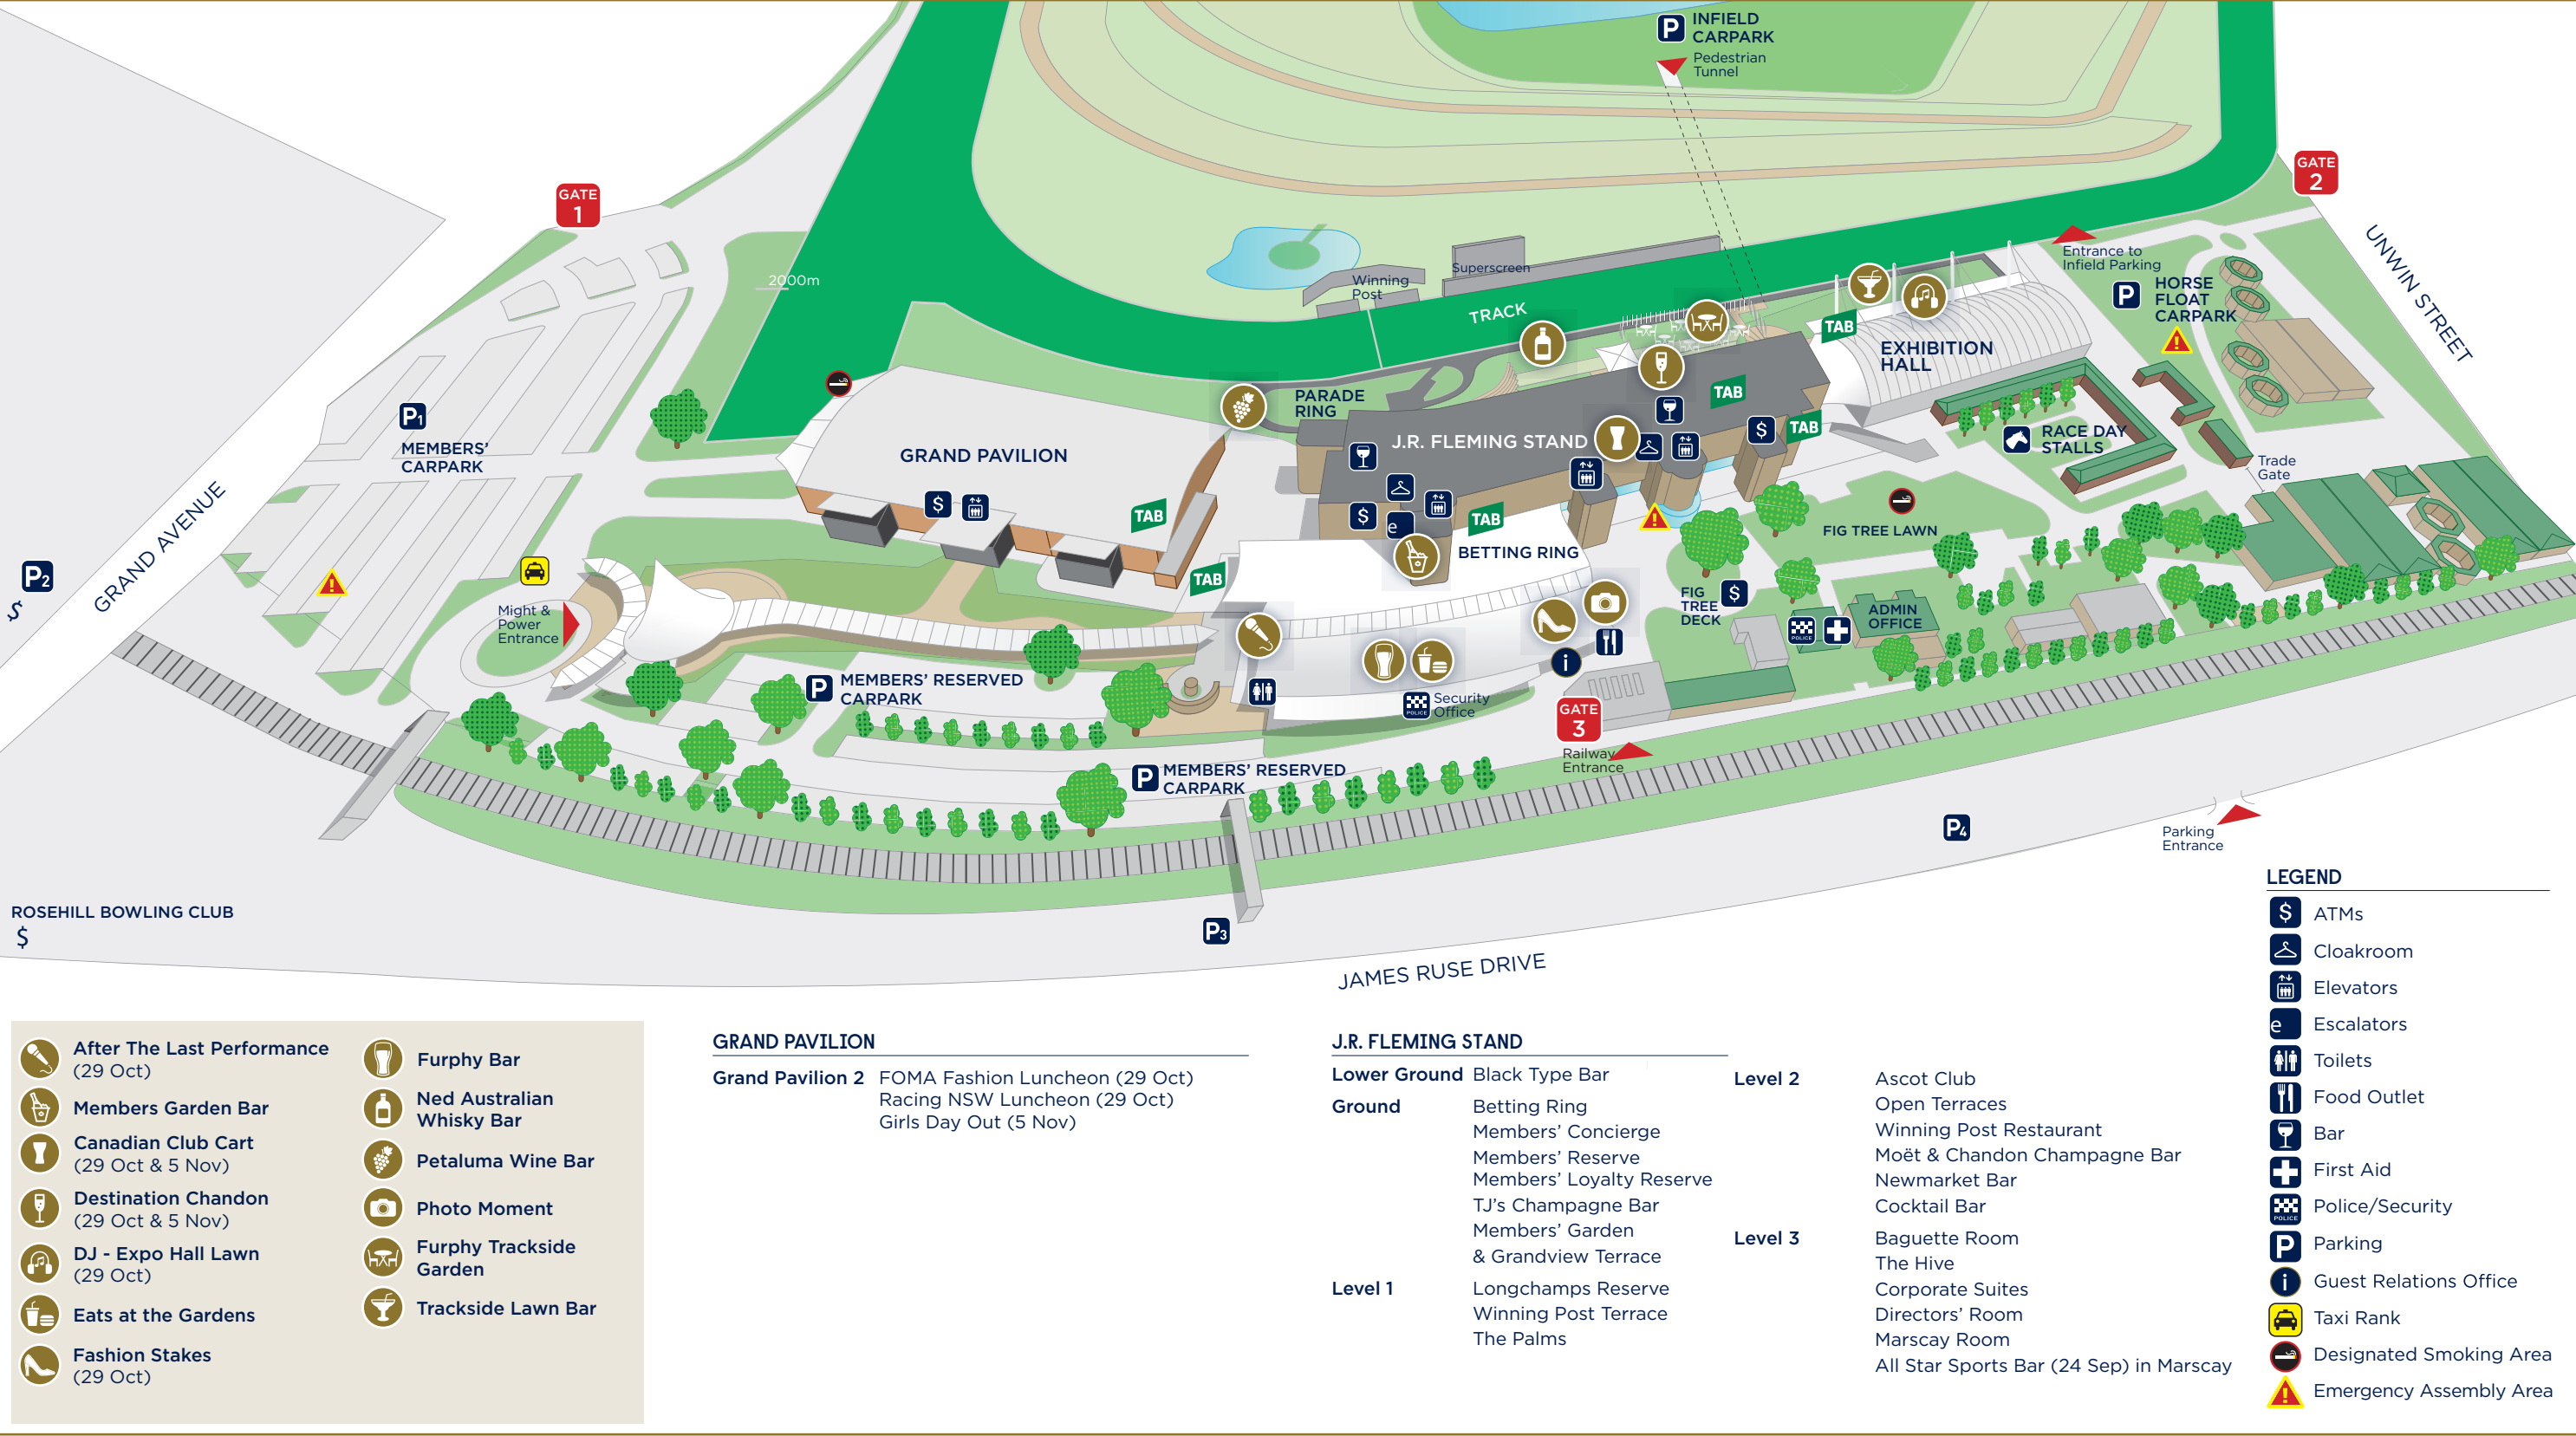 INFIELD
CARPARK
Pedestrian
Tunnel
GATE
1
GATE
2
UNWIN STREET
2000m
Winning
Post
Superscreen
TRACK
Entrance to
Infield Parking
HORSE
FLOAT
CARPARK
TAB
EXHIBITION
HALL
P1
MEMBERS'
CARPARK
GRAND PAVILION
PARADE
RING
J.R. FLEMING STAND
TAB
TAB
RACE DAY
STALLS
Trade
Gate
GRAND AVENUE
P2
$
TAB
TAB
BETTING RING
FIG TREE LAWN
TAB
Might &
Power
Entrance
FIG
TREE
DECK
ADMIN
OFFICE
POLICE
MEMBERS' RESERVED
CARPARK
Security
Office
POLICE
GATE
3
Railway
Entrance
MEMBERS' RESERVED
CARPARK
P4
Parking
Entrance
P3
JAMES RUSE DRIVE
ROSEHILL BOWLING CLUB
$
After The Last Performance
(29 Oct)
Members Garden Bar
Canadian Club Cart
(29 Oct & 5 Nov)
Destination Chandon
(29 Oct & 5 Nov)
DJ - Expo Hall Lawn
(29 Oct)
Eats at the Gardens
Fashion Stakes
(29 Oct)
Furphy Bar
Ned Australian
Whisky Bar
Petaluma Wine Bar
Photo Moment
Furphy Trackside
Garden
Trackside Lawn Bar
GRAND PAVILION
Grand Pavilion 2 FOMA Fashion Luncheon (29 Oct)
Racing NSW Luncheon (29 Oct)
Girls Day Out (5 Nov)
J.R. FLEMING STAND
Lower Ground Black Type Bar
Ground Betting Ring
Members' Concierge
Members' Reserve
Members' Loyalty Reserve
TJ's Champagne Bar
Members' Garden
& Grandview Terrace
Level 1 Longchamps Reserve
Winning Post Terrace
The Palms
Level 2 Ascot Club
Open Terraces
Winning Post Restaurant
Moët & Chandon Champagne Bar
Newmarket Bar
Cocktail Bar
Level 3 Baguette Room
The Hive
Corporate Suites
Directors' Room
Marscay Room
All Star Sports Bar (24 Sep) in Marscay
LEGEND
$ ATMs
Cloakroom
Elevators
e Escalators
Toilets
Food Outlet
Bar
First Aid
POLICE Police/Security
P Parking
i Guest Relations Office
Taxi Rank
Designated Smoking Area
! Emergency Assembly Area